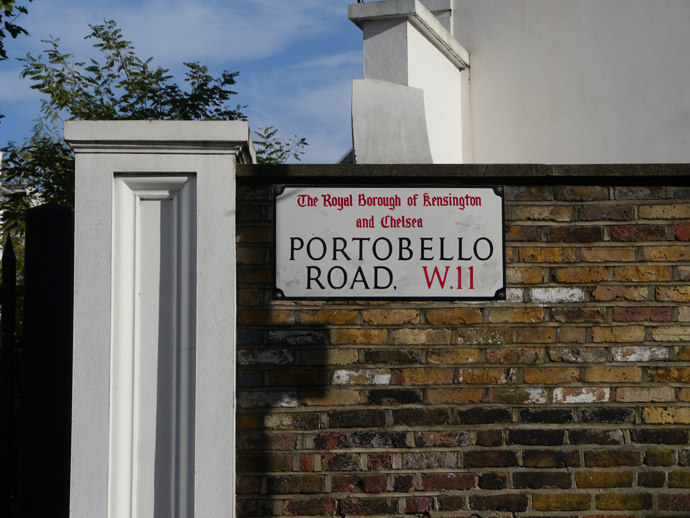 The Royal Borough of Kensington
and Chelsea
PORTOBELLO
ROAD, W.11